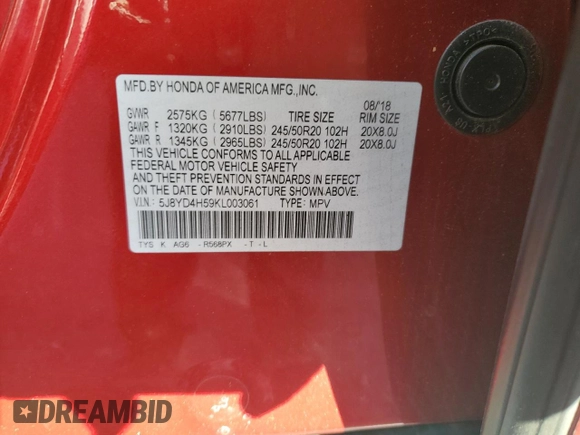 MFD.BY HONDA OF AMERICA MFG.,INC.
08/18
GVWR 2575KG ( 5677LBS) TIRE SIZE RIM SIZE
GAWR F 1320KG ( 2910LBS) 245/50R20 102H 20X8.0J
GAWR R 1345KG ( 2965LBS) 245/50R20 102H 20X8.0J
THIS VEHICLE CONFORMS TO ALL APPLICABLE
FEDERAL MOTOR VEHICLE SAFETY
AND THEFT PREVENTION STANDARDS IN EFFECT
ON THE DATE OF MANUFACTURE SHOWN ABOVE.
V.I.N: 5J8YD4H59KL003061 TYPE: MPV
TYS K AG6 - R568PX - T - L
HONDA
DREAMBID